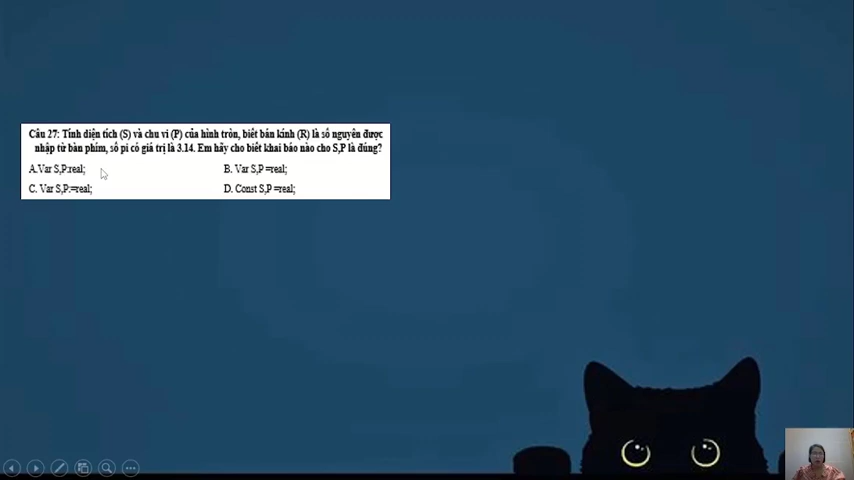 Câu 27: Tính diện tích (S) và chu vi (P) của hình tròn, biết bán kính (R) là số nguyên được
nhập từ bàn phím, số pi có giá trị là 3.14. Em hãy cho biết khai báo nào cho S,P là đúng?
A.Var S,P:real;
B. Var S,P =real;
C. Var S,P:=real;
D. Const S,P =real;